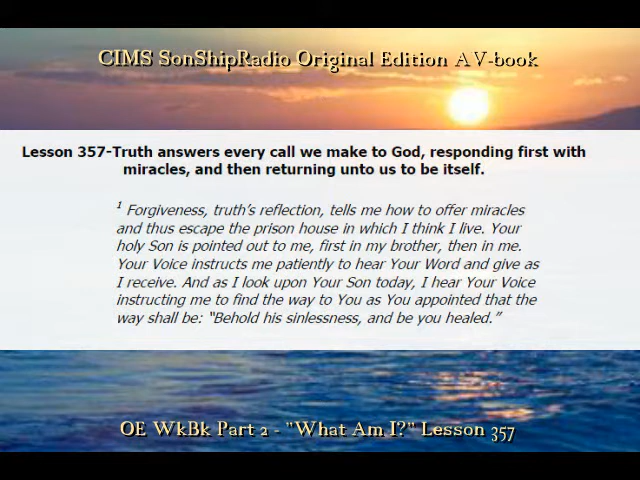 CIMS SonShipRadio Original Edition AV-book
Lesson 357-Truth answers every call we make to God, responding first with
miracles, and then returning unto us to be itself.
1 Forgiveness, truth's reflection, tells me how to offer miracles
and thus escape the prison house in which I think I live. Your
holy Son is pointed out to me, first in my brother, then in me.
Your Voice instructs me patiently to hear Your Word and give as
I receive. And as I look upon Your Son today, I hear Your Voice
instructing me to find the way to You as You appointed that the
way shall be: "Behold his sinlessness, and be you healed."
OE WkBk Part 2 - "What Am I?" Lesson 357